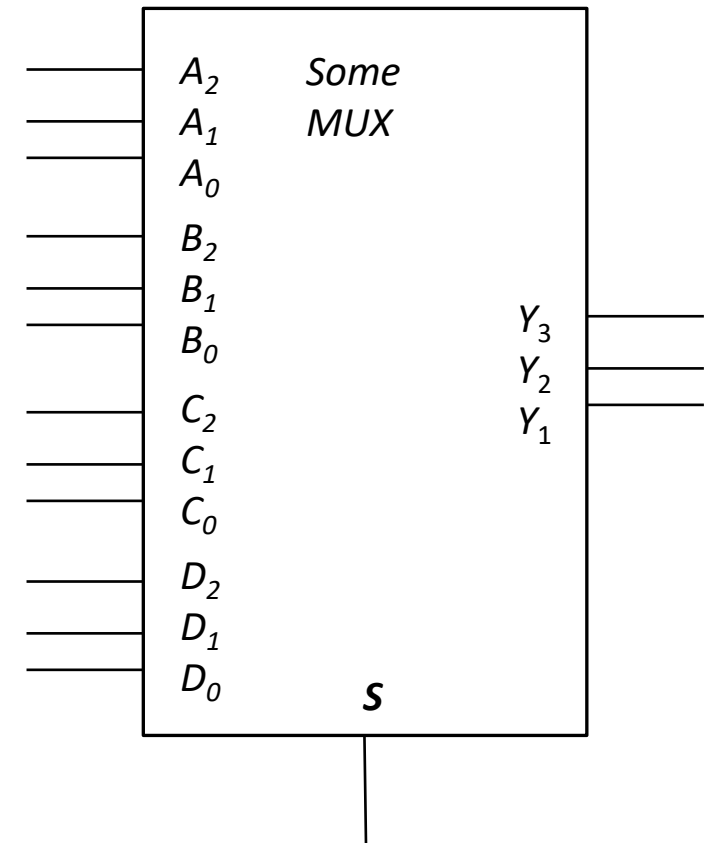 A₂ Some
A₁ MUX
A₀
B₂
B₁
B₀
Y₃
Y₂
C₂
Y₁
C₁
C₀
D₂
D₁
D₀
S